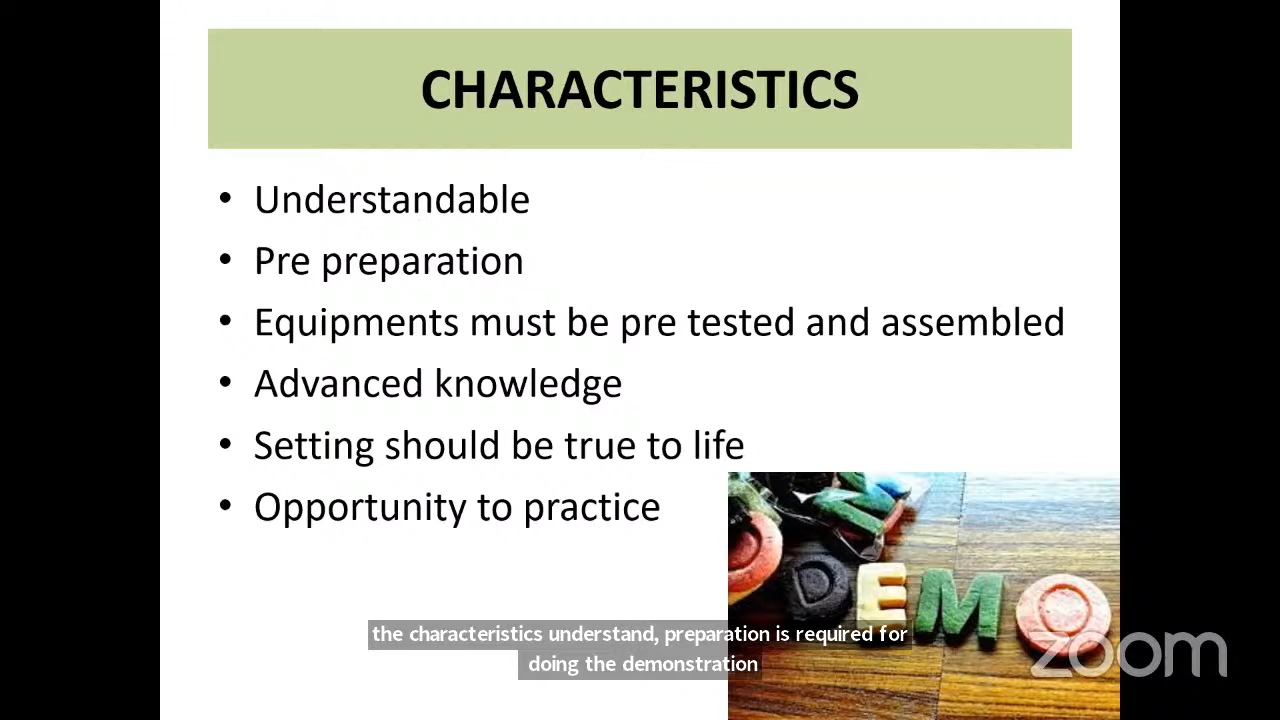 CHARACTERISTICS
• Understandable
• Pre preparation
• Equipments must be pre tested and assembled
• Advanced knowledge
• Setting should be true to life
• Opportunity to practice
DEMO
the characteristics understand, preparation is required for
doing the demonstration
zoom